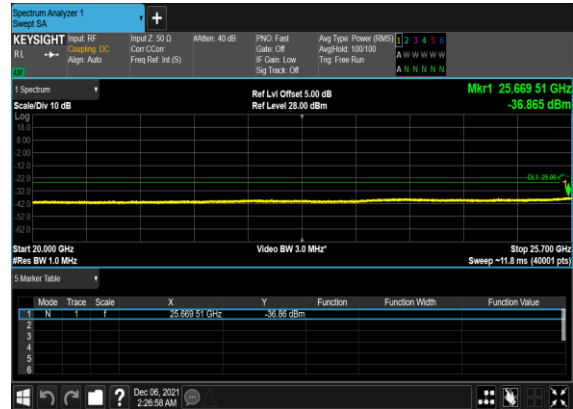 Spectrum Analyzer 1
Swept SA
KEYSIGHT Input: RF Input Z: 50 Ω #Atten: 40 dB PNO: Fast Avg Type: Power (RMS) 1 2 3 4 5 6
RL Coupling: DC Corr CCorr Gate: Off Avg|Hold: 100/100 A W W W W W
Align: Auto Freq Ref: Int (S) IF Gain: Low Trig: Free Run
Sig Track: Off A N N N N N
1 Spectrum Ref Lvl Offset 5.00 dB Mkr1 25.669 51 GHz
Scale/Div 10 dB Ref Level 28.00 dBm -36.865 dBm
Log
18.0
8.00
-2.00
-12.0
-22.0
DL1 -25.00
-32.0
-42.0
-52.0
-62.0
Start 20.000 GHz Video BW 3.0 MHz* Stop 25.700 GHz
#Res BW 1.0 MHz Sweep ~11.8 ms (40001 pts)
5 Marker Table
Mode Trace Scale X Y Function Function Width Function Value
1 N 1 f 25.669 51 GHz -36.86 dBm
2
3
4
5
6
? Dec 06, 2021
2:26:58 AM